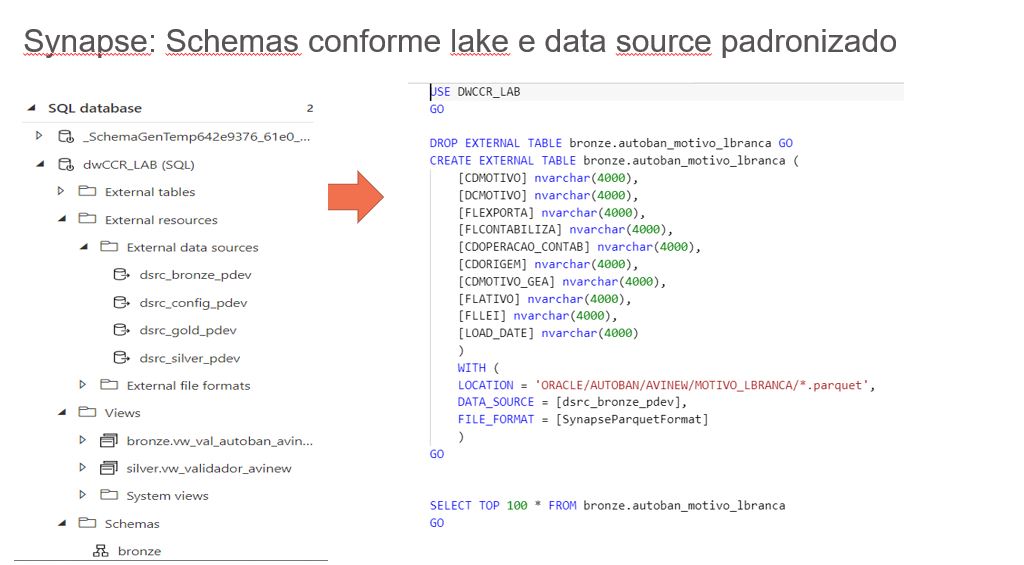 Synapse: Schemas conforme lake e data source padronizado
SQL database 2
_SchemaGenTemp642e9376_61e0_...
dwCCR_LAB (SQL)
External tables
External resources
External data sources
dsrc_bronze_pdev
dsrc_config_pdev
dsrc_gold_pdev
dsrc_silver_pdev
External file formats
Views
bronze.vw_val_autoban_avin...
silver.vw_validador_avinew
System views
Schemas
bronze
USE DWCCR_LAB
GO
DROP EXTERNAL TABLE bronze.autoban_motivo_lbranca GO
CREATE EXTERNAL TABLE bronze.autoban_motivo_lbranca (
[CDMOTIVO] nvarchar(4000),
[DCMOTIVO] nvarchar(4000),
[FLEXPORTA] nvarchar(4000),
[FLCONTABILIZA] nvarchar(4000),
[CDOPERACAO_CONTAB] nvarchar(4000),
[CDORIGEM] nvarchar(4000),
[CDMOTIVO_GEA] nvarchar(4000),
[FLATIVO] nvarchar(4000),
[FLLEI] nvarchar(4000),
[LOAD_DATE] nvarchar(4000)
)
WITH (
LOCATION = 'ORACLE/AUTOBAN/AVINEW/MOTIVO_LBRANCA/*.parquet',
DATA_SOURCE = [dsrc_bronze_pdev],
FILE_FORMAT = [SynapseParquetFormat]
)
GO
SELECT TOP 100 * FROM bronze.autoban_motivo_lbranca
GO